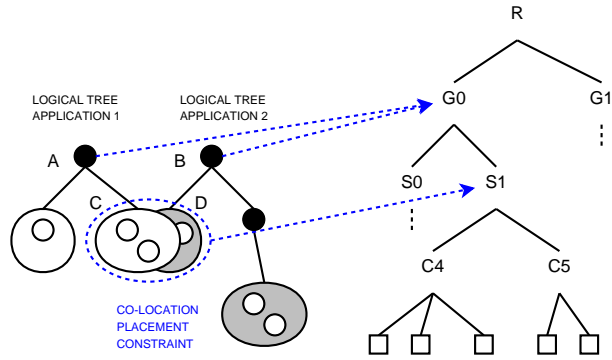 R
LOGICAL TREE
APPLICATION 1
LOGICAL TREE
APPLICATION 2
G0
G1
A
B
S0
S1
C
D
C4
C5
CO-LOCATION
PLACEMENT
CONSTRAINT